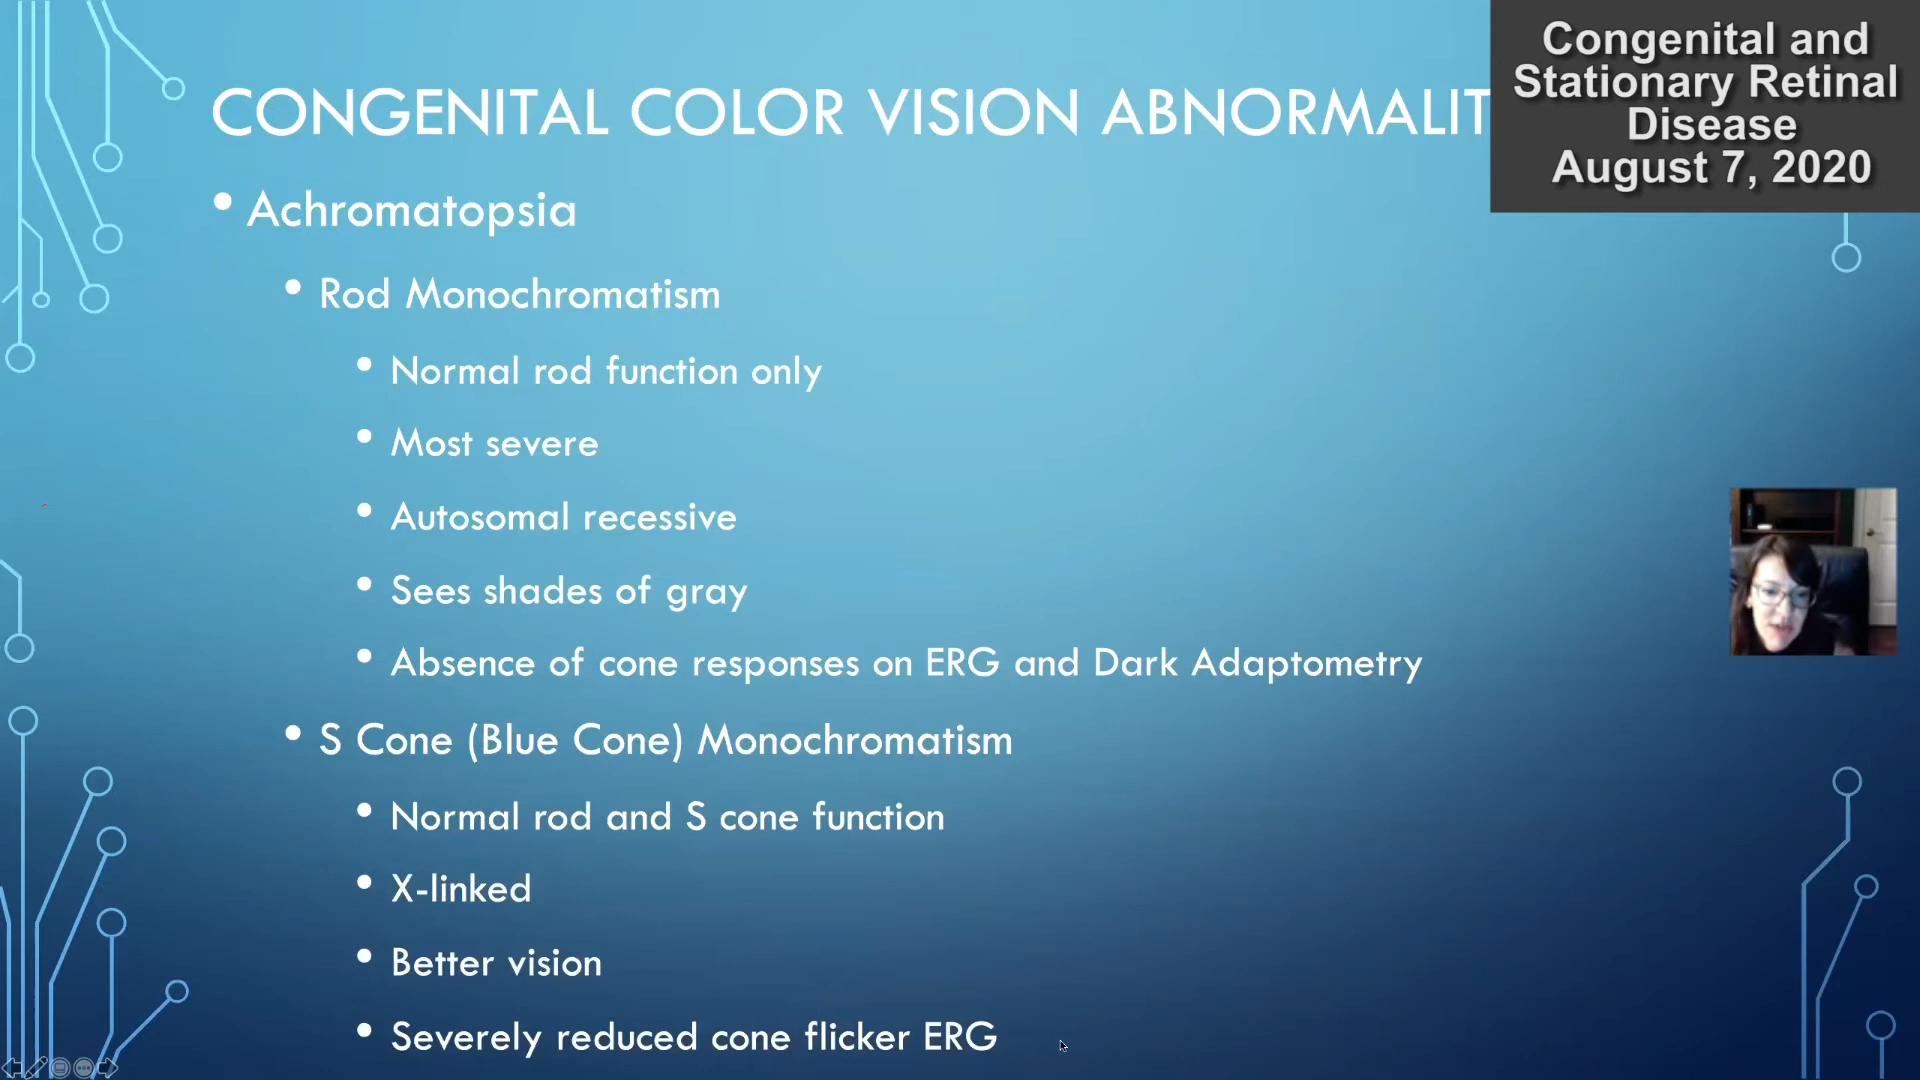 CONGENITAL COLOR VISION ABNORMALIT
Congenital and
Stationary Retinal
Disease
August 7, 2020
• Achromatopsia
• Rod Monochromatism
• Normal rod function only
• Most severe
• Autosomal recessive
• Sees shades of gray
• Absence of cone responses on ERG and Dark Adaptometry
• S Cone (Blue Cone) Monochromatism
• Normal rod and S cone function
• X-linked
• Better vision
• Severely reduced cone flicker ERG